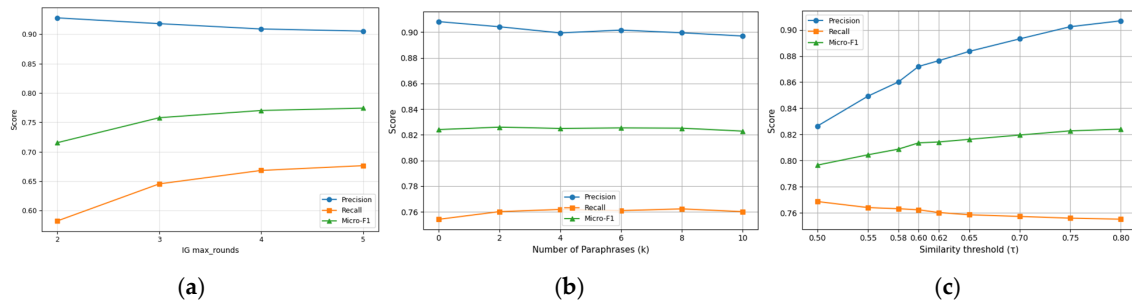 0.90
0.85
0.80
0.75
0.70
0.65
0.60
Score
2
3
4
5
IG max_rounds
Precision
Recall
Micro-F1
(a)
0.90
0.88
0.86
0.84
0.82
0.80
0.78
0.76
Score
0
2
4
6
8
10
Number of Paraphrases (k)
Precision
Recall
Micro-F1
(b)
0.90
0.88
0.86
0.84
0.82
0.80
0.78
0.76
Score
0.50
0.55
0.58
0.60
0.62
0.65
0.70
0.75
0.80
Similarity threshold (τ)
Precision
Recall
Micro-F1
(c)